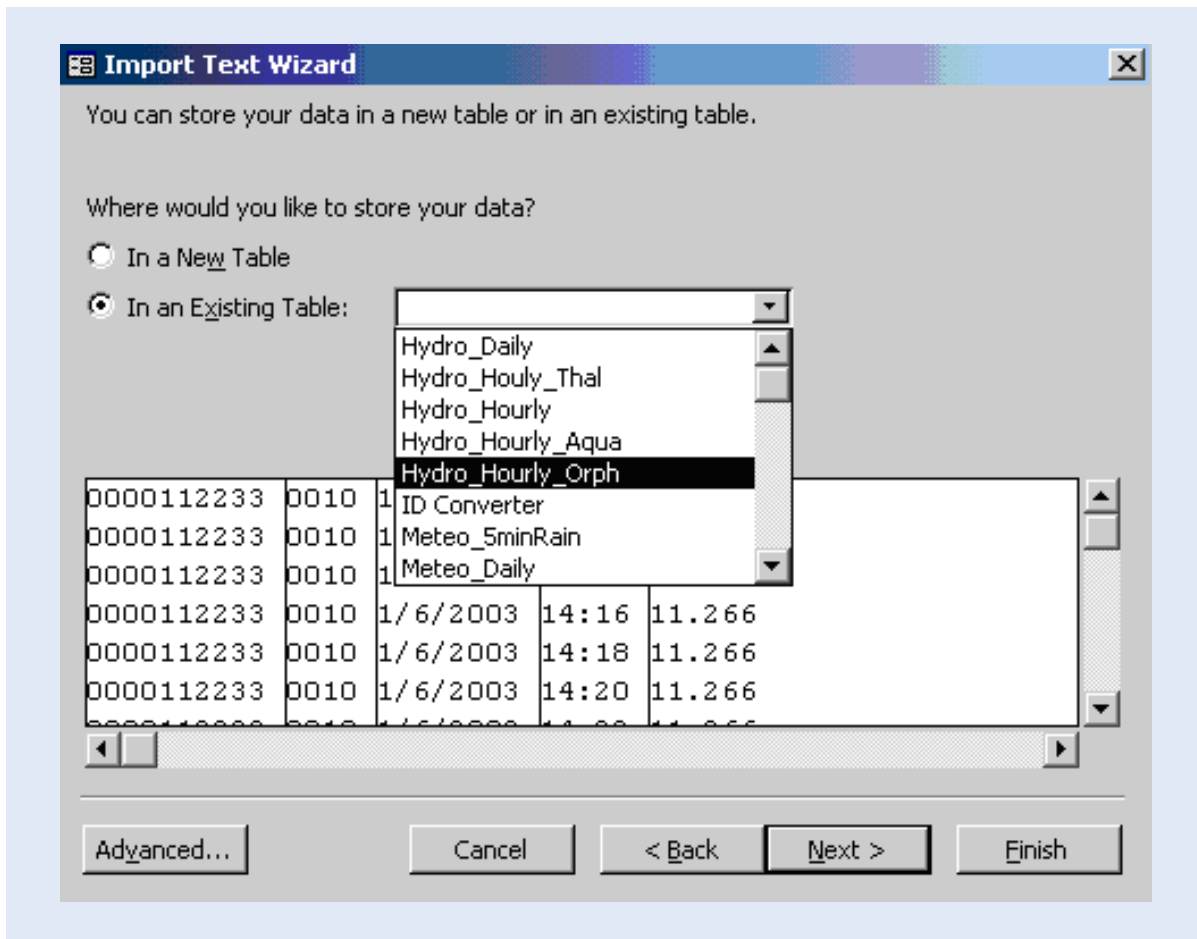 Import Text Wizard
You can store your data in a new table or in an existing table.
Where would you like to store your data?
In a New Table
In an Existing Table:
Hydro_Daily
Hydro_Houly_Thal
Hydro_Hourly
Hydro_Hourly_Aqua
Hydro_Hourly_Orph
ID Converter
Meteo_5minRain
Meteo_Daily
0000112233 0010 1
0000112233 0010 1
0000112233 0010 1
0000112233 0010 1/6/2003 14:16 11.266
0000112233 0010 1/6/2003 14:18 11.266
0000112233 0010 1/6/2003 14:20 11.266
Advanced... Cancel < Back Next > Finish